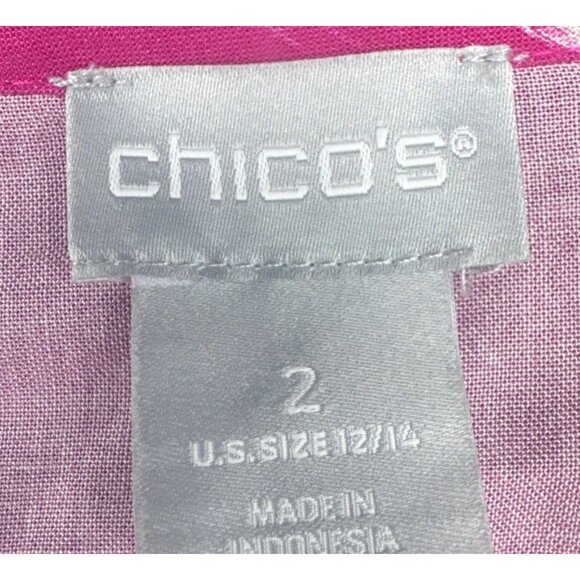 chico's®
2
U.S.SIZE 12/14
MADE IN
INDONESIA